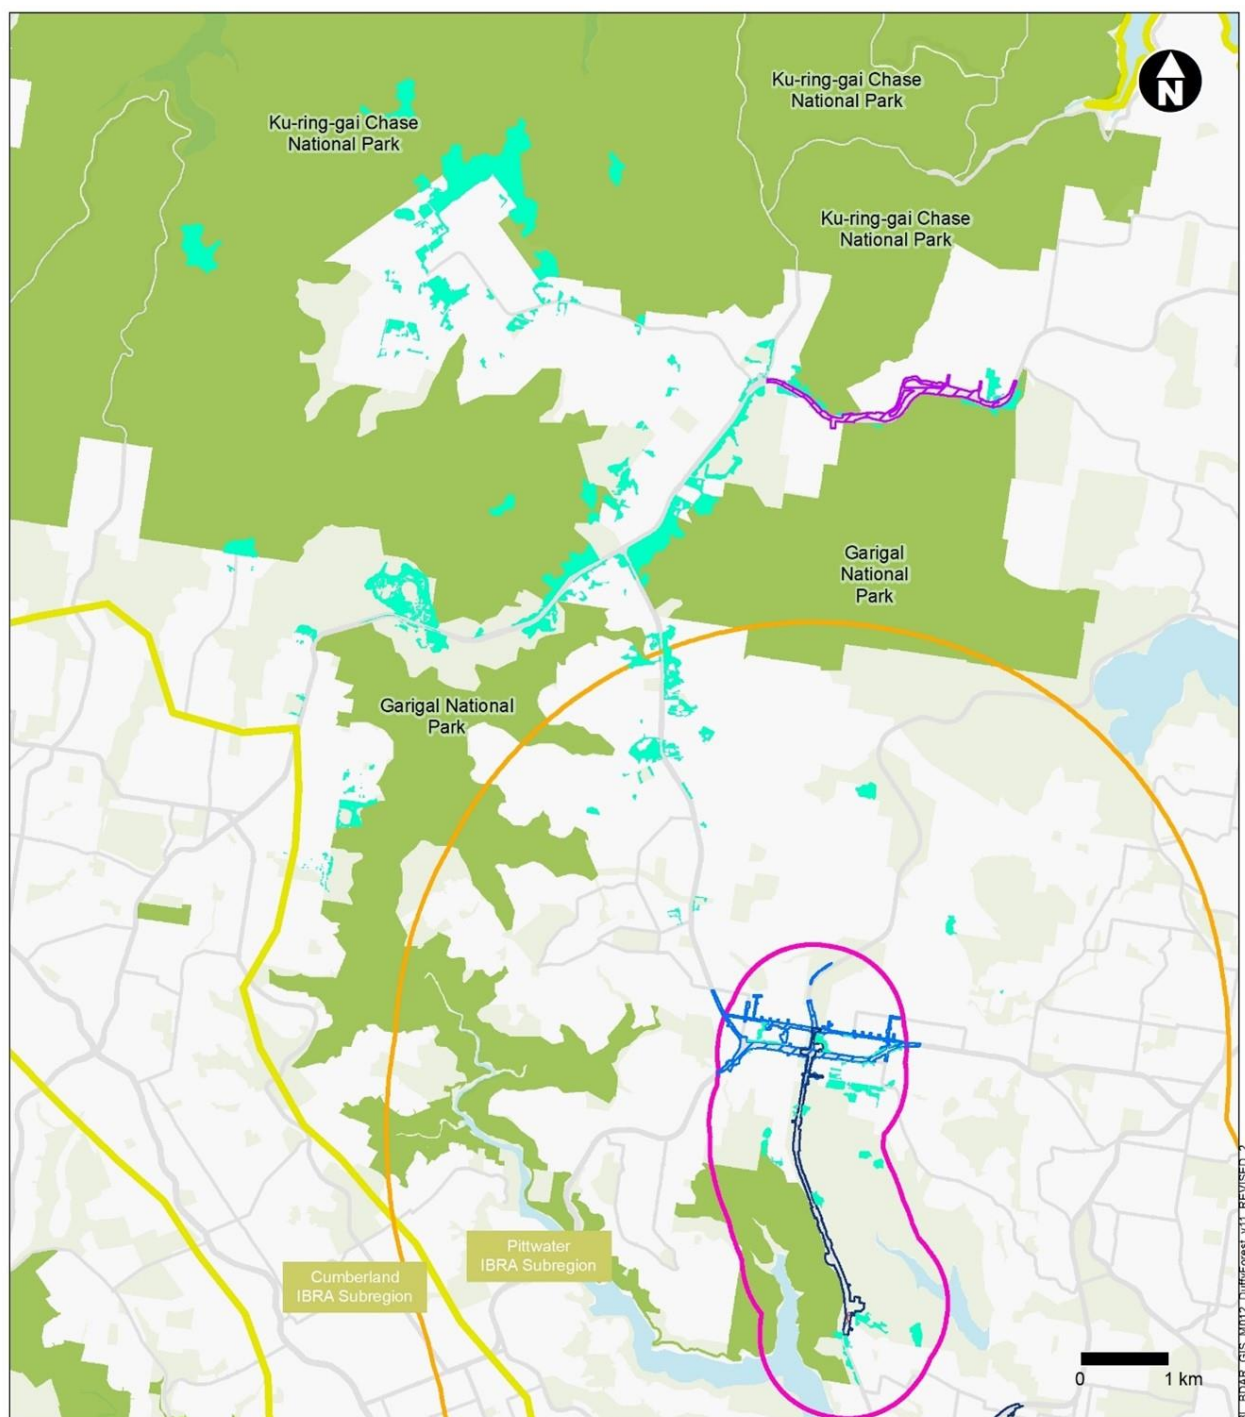 Ku-ring-gai Chase
National Park
N
Ku-ring-gai Chase
National Park
Ku-ring-gai Chase
National Park
Garigal
National
Park
Garigal National
Park
Pittwater
IBRA Subregion
Cumberland
IBRA Subregion
0 1 km
BDAR_GIS_M012_DuffyForest_v11_REVISED_2